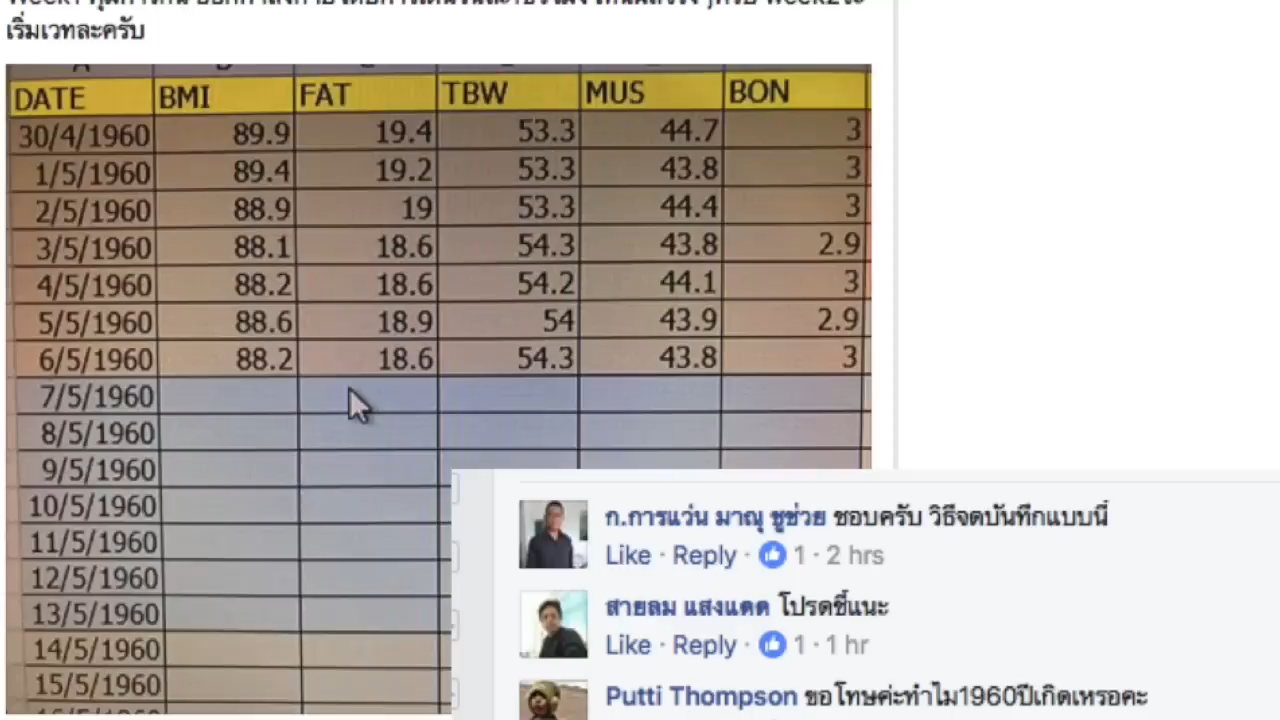 เริ่มเวทละครับ
DATE BMI FAT TBW MUS BON
30/4/1960 89.9 19.4 53.3 44.7 3
1/5/1960 89.4 19.2 53.3 43.8 3
2/5/1960 88.9 19 53.3 44.4 3
3/5/1960 88.1 18.6 54.3 43.8 2.9
4/5/1960 88.2 18.6 54.2 44.1 3
5/5/1960 88.6 18.9 54 43.9 2.9
6/5/1960 88.2 18.6 54.3 43.8 3
7/5/1960
8/5/1960
9/5/1960
10/5/1960
11/5/1960
12/5/1960
13/5/1960
14/5/1960
15/5/1960
ก.การแว่น มาณุ ชูช่วย ชอบครับ วิธีจดบันทึกแบบนี้
Like · Reply · 1 · 2 hrs
สายลม แสงแดด โปรดชี้แนะ
Like · Reply · 1 · 1 hr
Putti Thompson ขอโทษค่ะทำไม1960ปีเกิดเหรอคะ